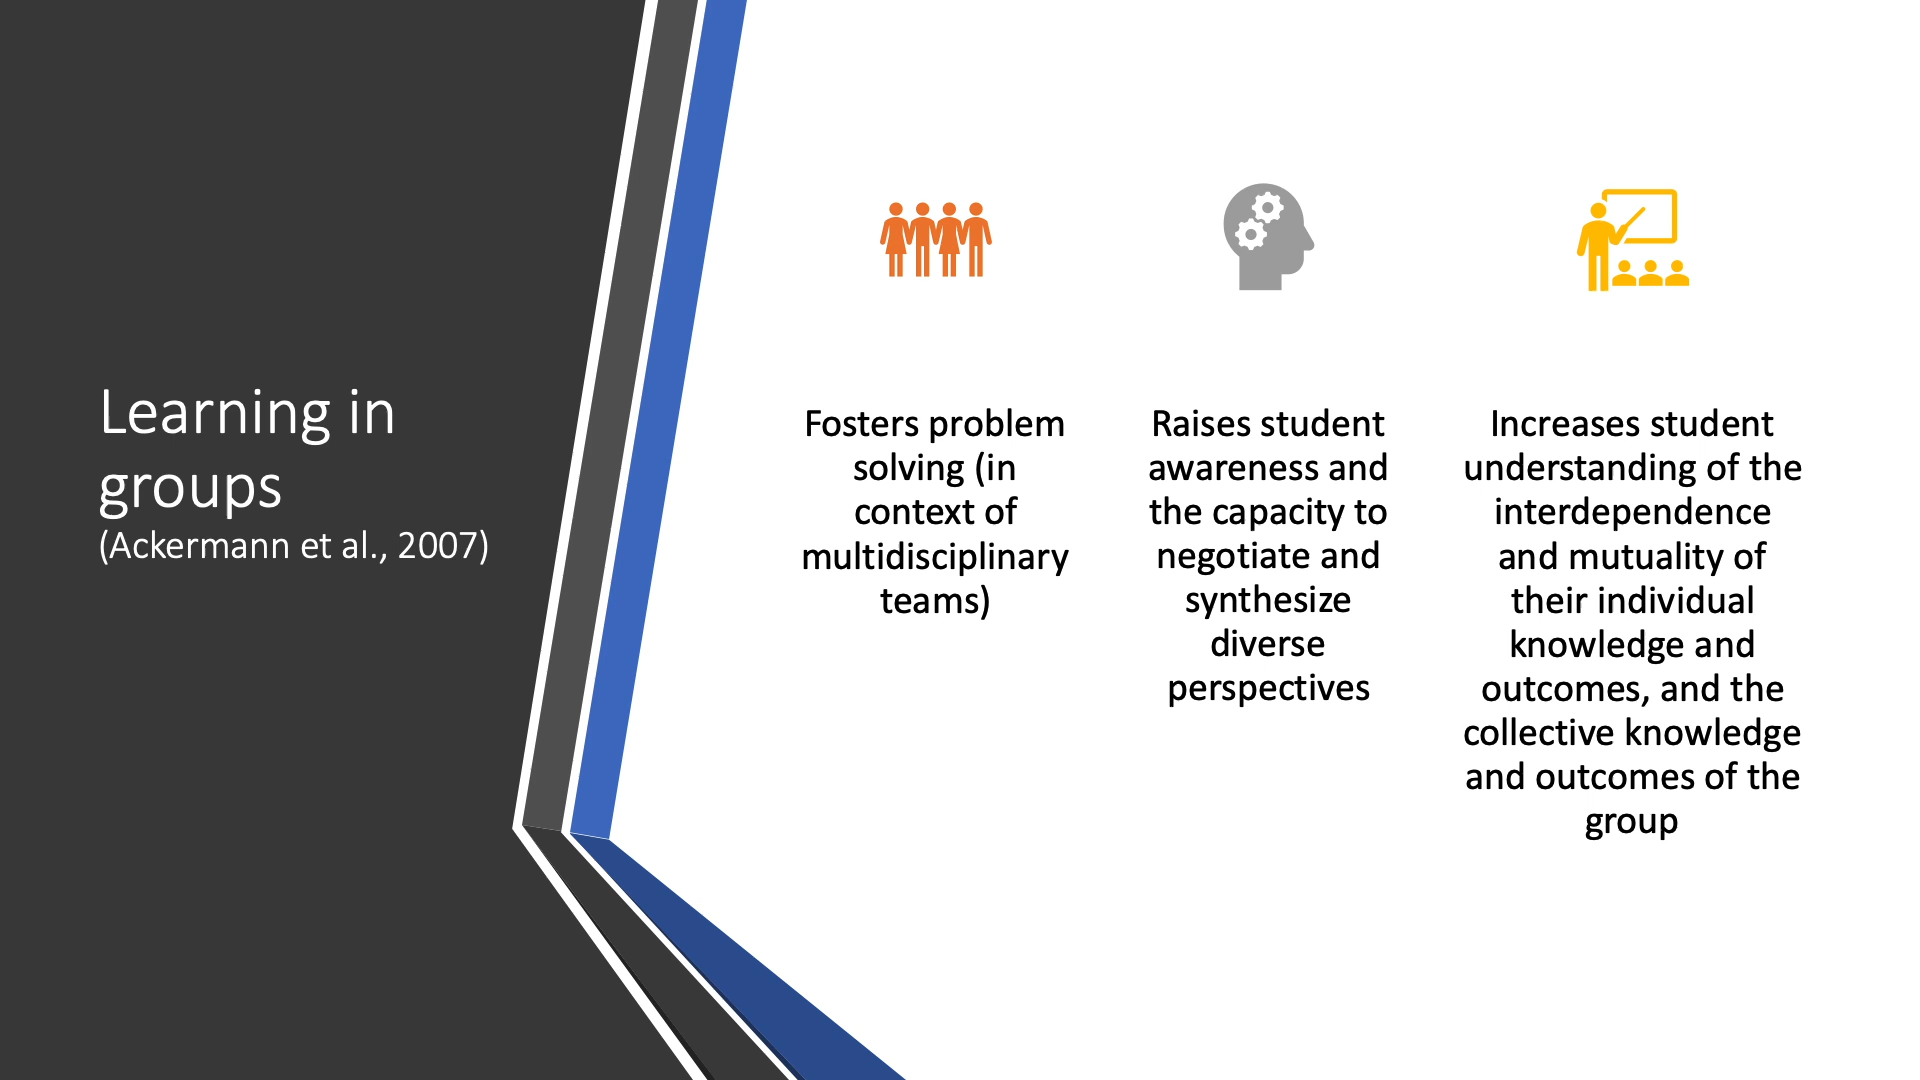 Learning in
groups
(Ackermann et al., 2007)
Fosters problem
solving (in
context of
multidisciplinary
teams)
Raises student
awareness and
the capacity to
negotiate and
synthesize
diverse
perspectives
Increases student
understanding of the
interdependence
and mutuality of
their individual
knowledge and
outcomes, and the
collective knowledge
and outcomes of the
group